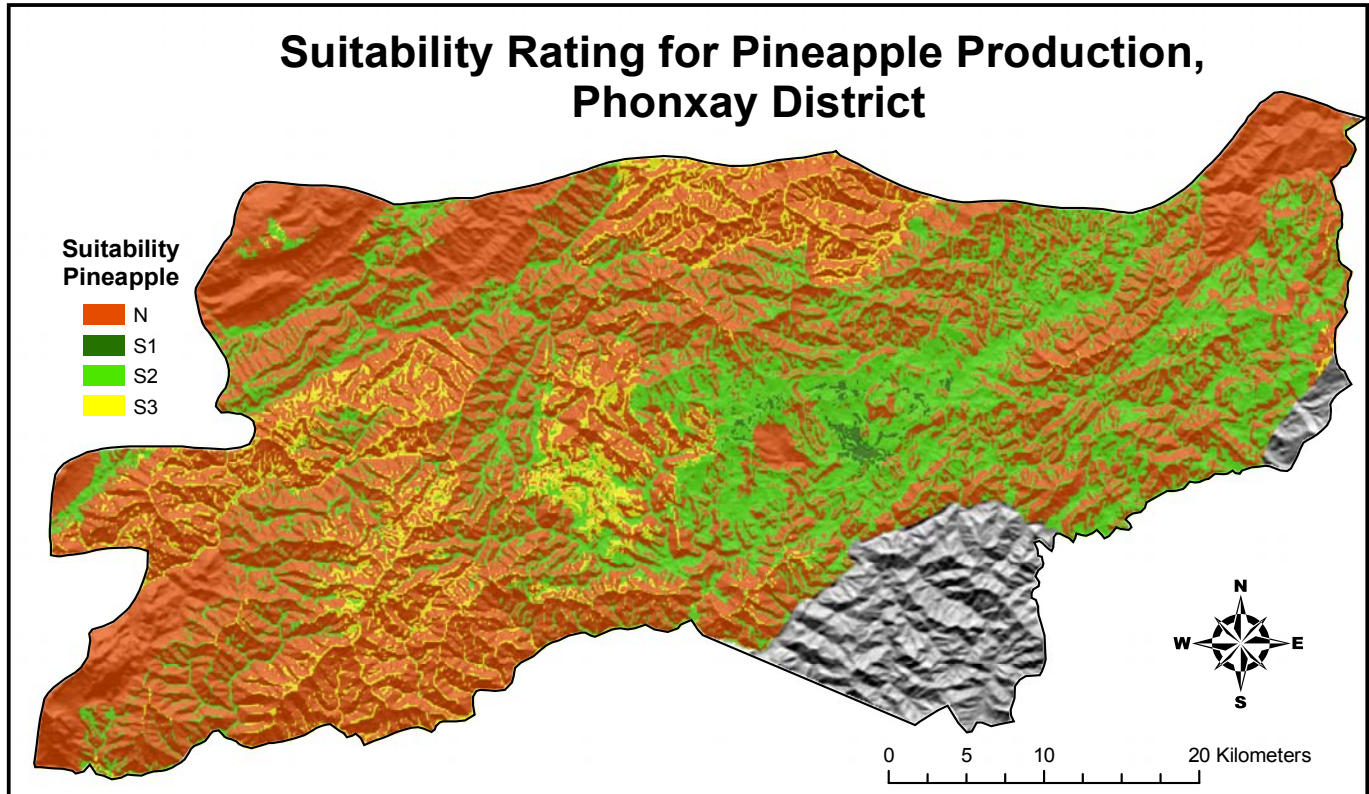 Suitability Rating for Pineapple Production,
Phonxay District
Suitability
Pineapple
N
S1
S2
S3
N
W E
S
0 5 10 20 Kilometers